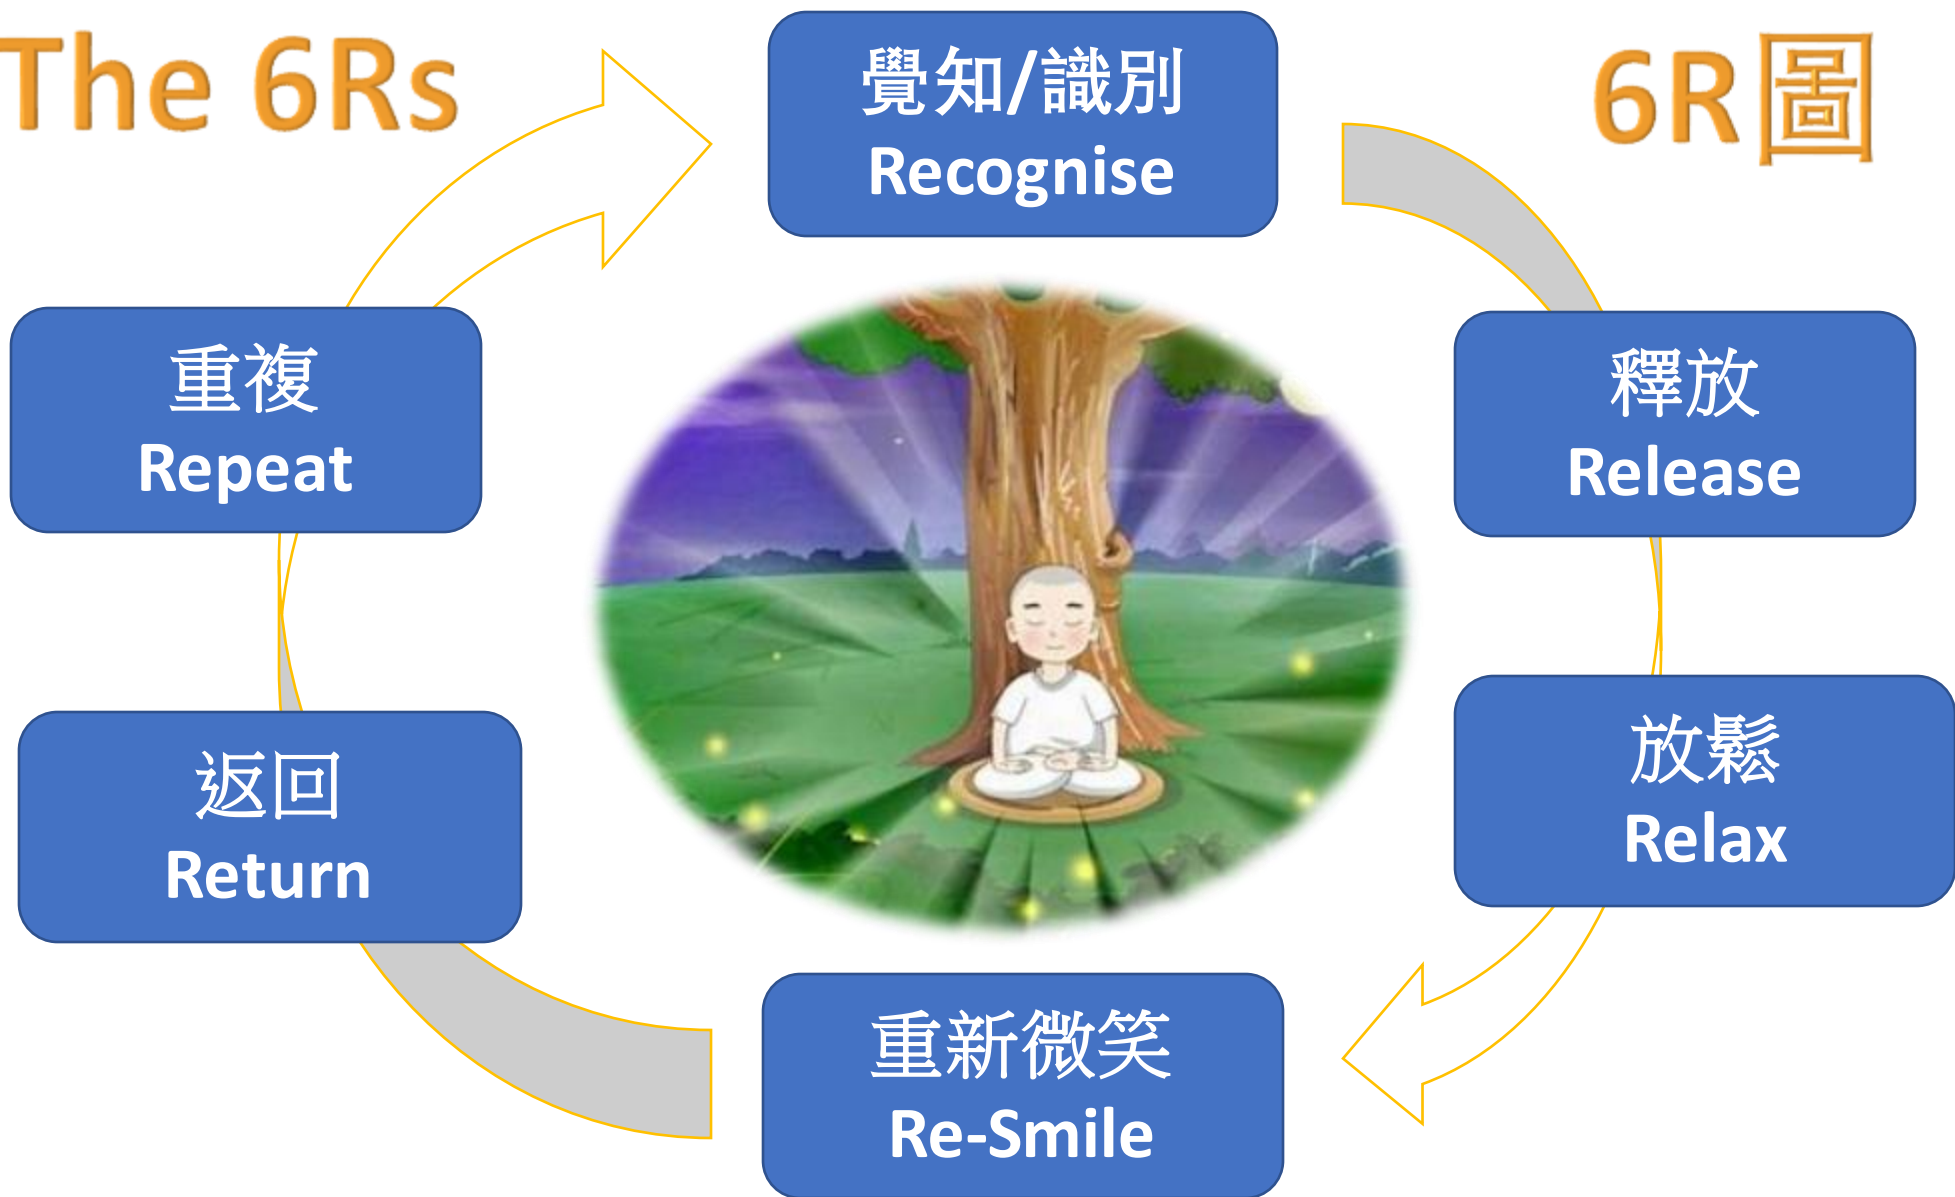 The 6Rs
6R圖
覺知/識別
Recognise
釋放
Release
放鬆
Relax
重新微笑
Re-Smile
返回
Return
重複
Repeat